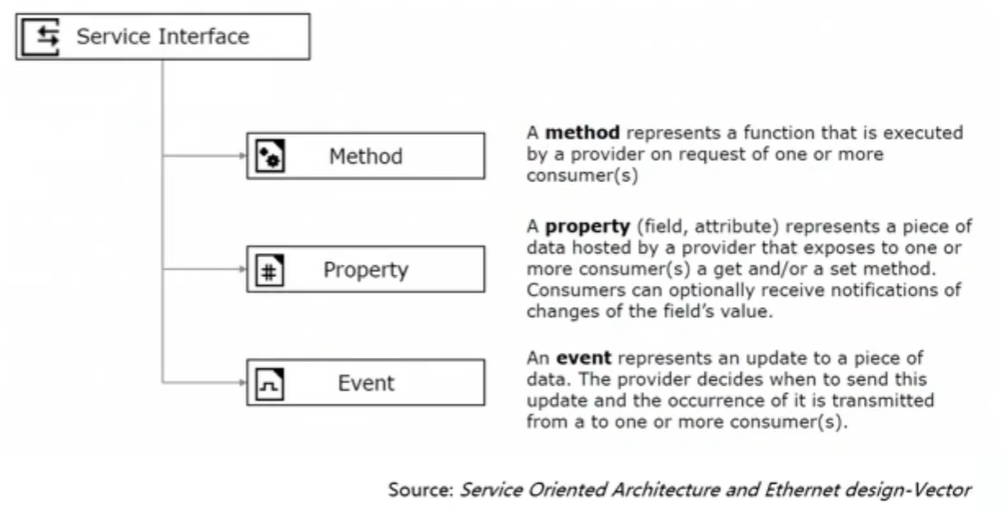 Service Interface
Method
A method represents a function that is executed
by a provider on request of one or more
consumer(s)
Property
A property (field, attribute) represents a piece of
data hosted by a provider that exposes to one or
more consumer(s) a get and/or a set method.
Consumers can optionally receive notifications of
changes of the field's value.
Event
An event represents an update to a piece of
data. The provider decides when to send this
update and the occurrence of it is transmitted
from a to one or more consumer(s).
Source: Service Oriented Architecture and Ethernet design-Vector